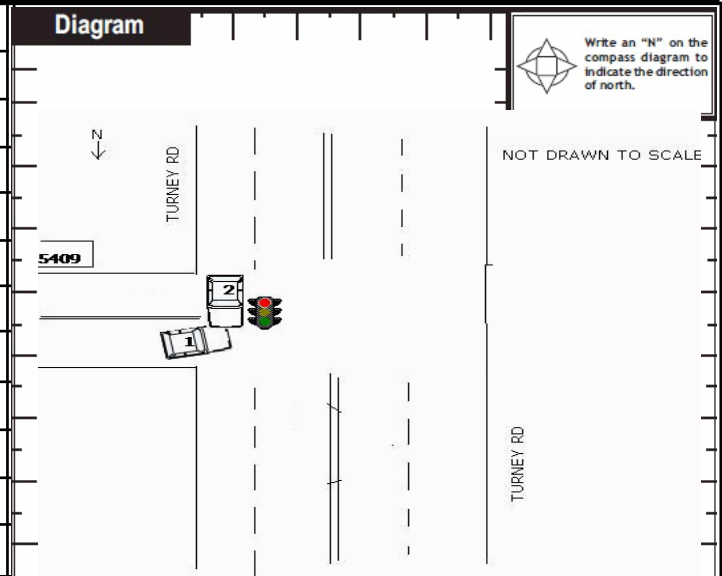 Diagram
Write an “N” on the
compass diagram to
indicate the direction
of north.
N
TURNEY RD
NOT DRAWN TO SCALE
5409
2
1
TURNEY RD